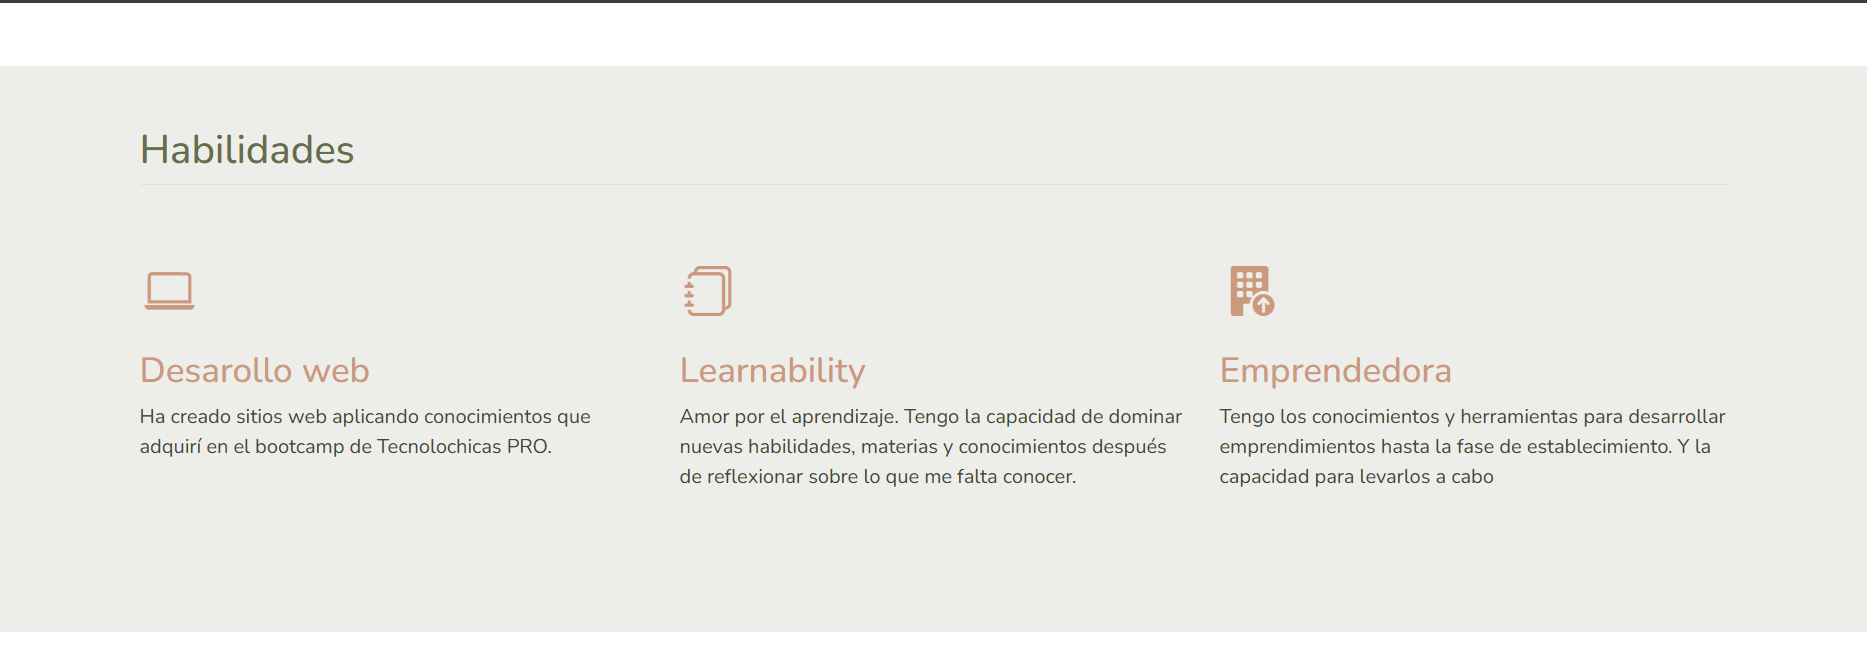 Habilidades
Desarollo web
Ha creado sitios web aplicando conocimientos que
adquirí en el bootcamp de Tecnolochicas PRO.
Learnability
Amor por el aprendizaje. Tengo la capacidad de dominar
nuevas habilidades, materias y conocimientos después
de reflexionar sobre lo que me falta conocer.
Emprendedora
Tengo los conocimientos y herramientas para desarrollar
emprendimientos hasta la fase de establecimiento. Y la
capacidad para levarlos a cabo